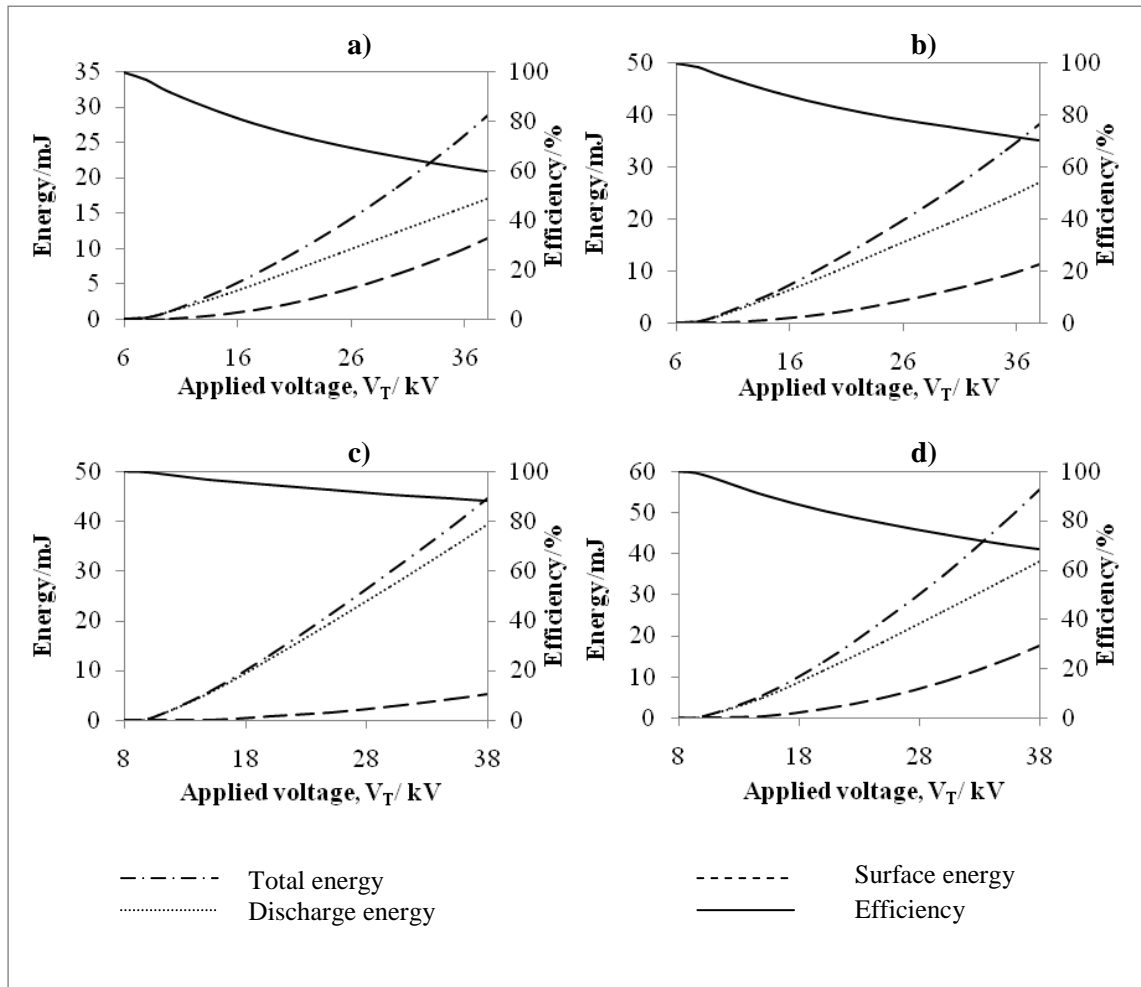 a)
35
30
25
20
15
10
5
0
Energy/mJ
100
80
60
40
20
0
Efficiency/%
6 16 26 36
Applied voltage, VT/ kV
b)
50
40
30
20
10
0
Energy/mJ
100
80
60
40
20
0
Efficiency/%
6 16 26 36
Applied voltage, VT/ kV
c)
50
40
30
20
10
0
Energy/mJ
100
80
60
40
20
0
Efficiency/%
8 18 28 38
Applied voltage, VT/ kV
d)
60
50
40
30
20
10
0
Energy/mJ
100
80
60
40
20
0
Efficiency/%
8 18 28 38
Applied voltage, VT/ kV
Total energy
Discharge energy
Surface energy
Efficiency